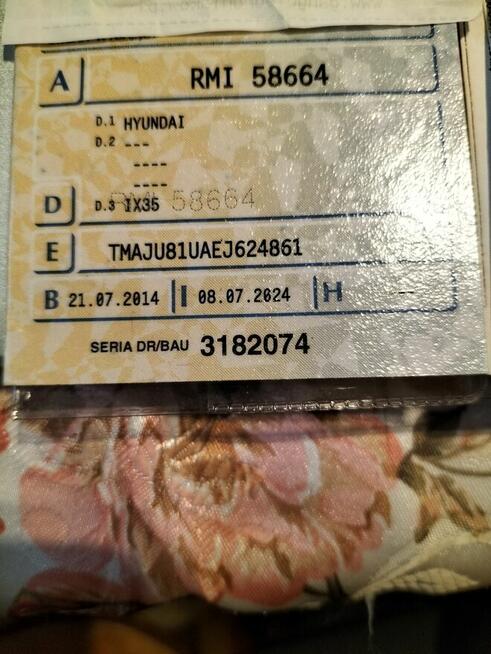 A RMI 58664
D.1 HYUNDAI
D.2 ---
----
----
RMI 58664
D D.3 IX35
E TMAJU81UAEJ624861
B 21.07.2014 I 08.07.2024 H --
SERIA DR/BAU 3182074